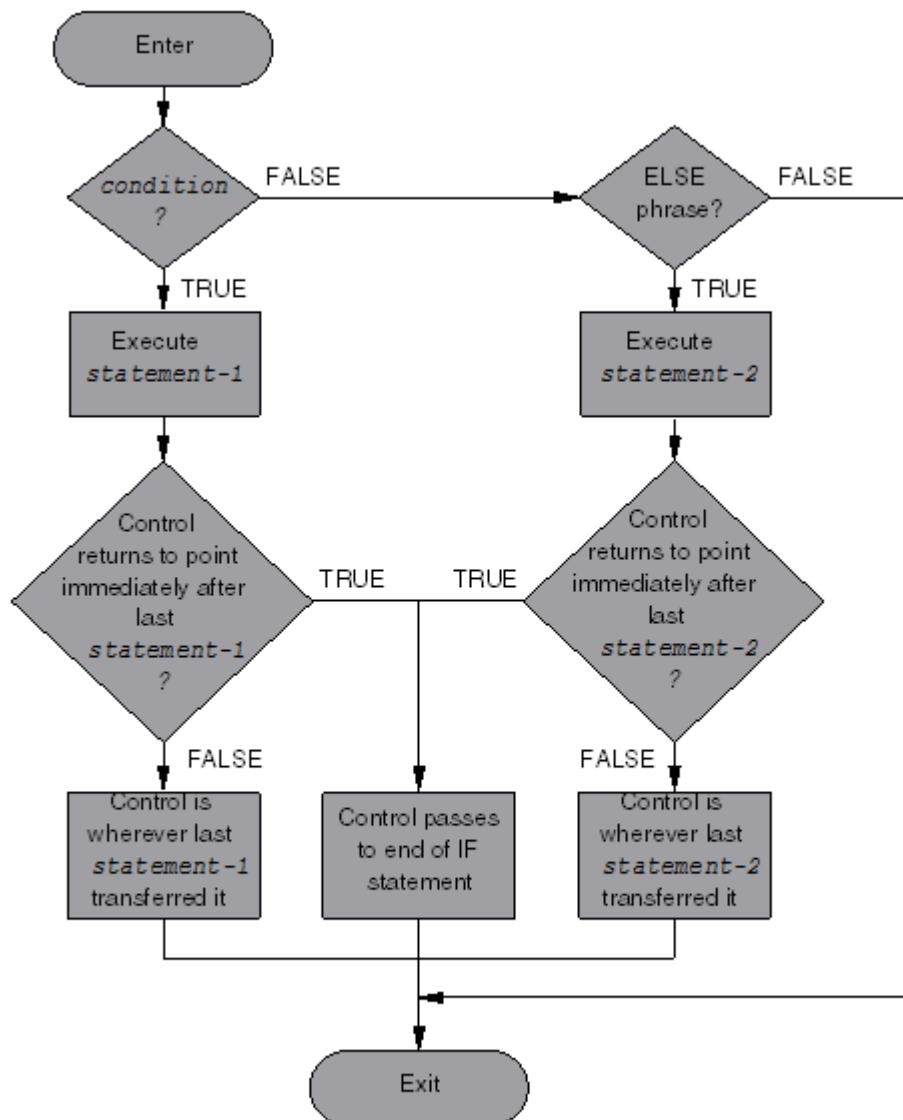 Enter
condition
?
FALSE
ELSE
phrase?
FALSE
TRUE
TRUE
Execute
statement-1
Execute
statement-2
Control
returns to point
immediately after
last
statement-1
?
TRUE
TRUE
Control
returns to point
immediately after
last
statement-2
?
FALSE
FALSE
Control is
wherever last
statement-1
transferred it
Control passes
to end of IF
statement
Control is
wherever last
statement-2
transferred it
Exit